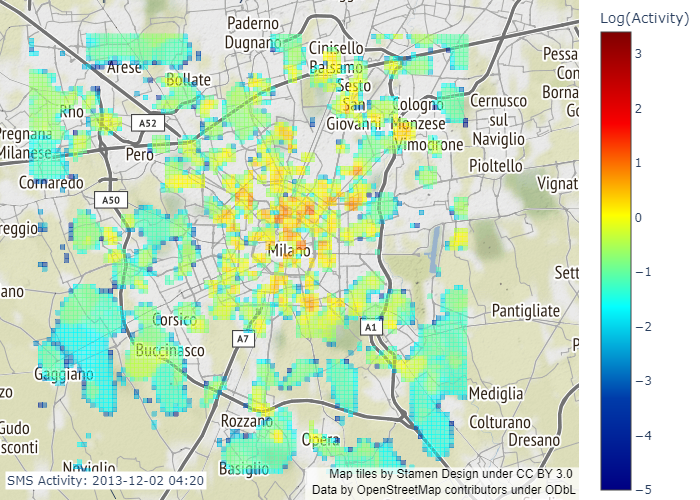 Log(Activity)
Paderno
Dugnano
Cinisello
Balsamo
Arese
Bollate
Sesto
San
Giovanni
Cologno
Monzese
Cernusco
sul
Naviglio
Pessa
Con
Borna
Go
Rho
A52
Pregnana
Milanese
Pero
Vimodrone
Pioltello
Cornaredo
A50
Vignat
reggio
Milano
Sett
ano
Corsico
A7
A1
Pantigliate
P
Buccinasco
Gaggiano
zo
Mediglia
Gudo
sconti
Rozzano
Opera
Colturano
Dresano
Noviglio
Basiglio
3
2
1
0
−1
−2
−3
−4
−5
SMS Activity: 2013-12-02 04:20
Map tiles by Stamen Design under CC BY 3.0
Data by OpenStreetMap contributors under ODbL